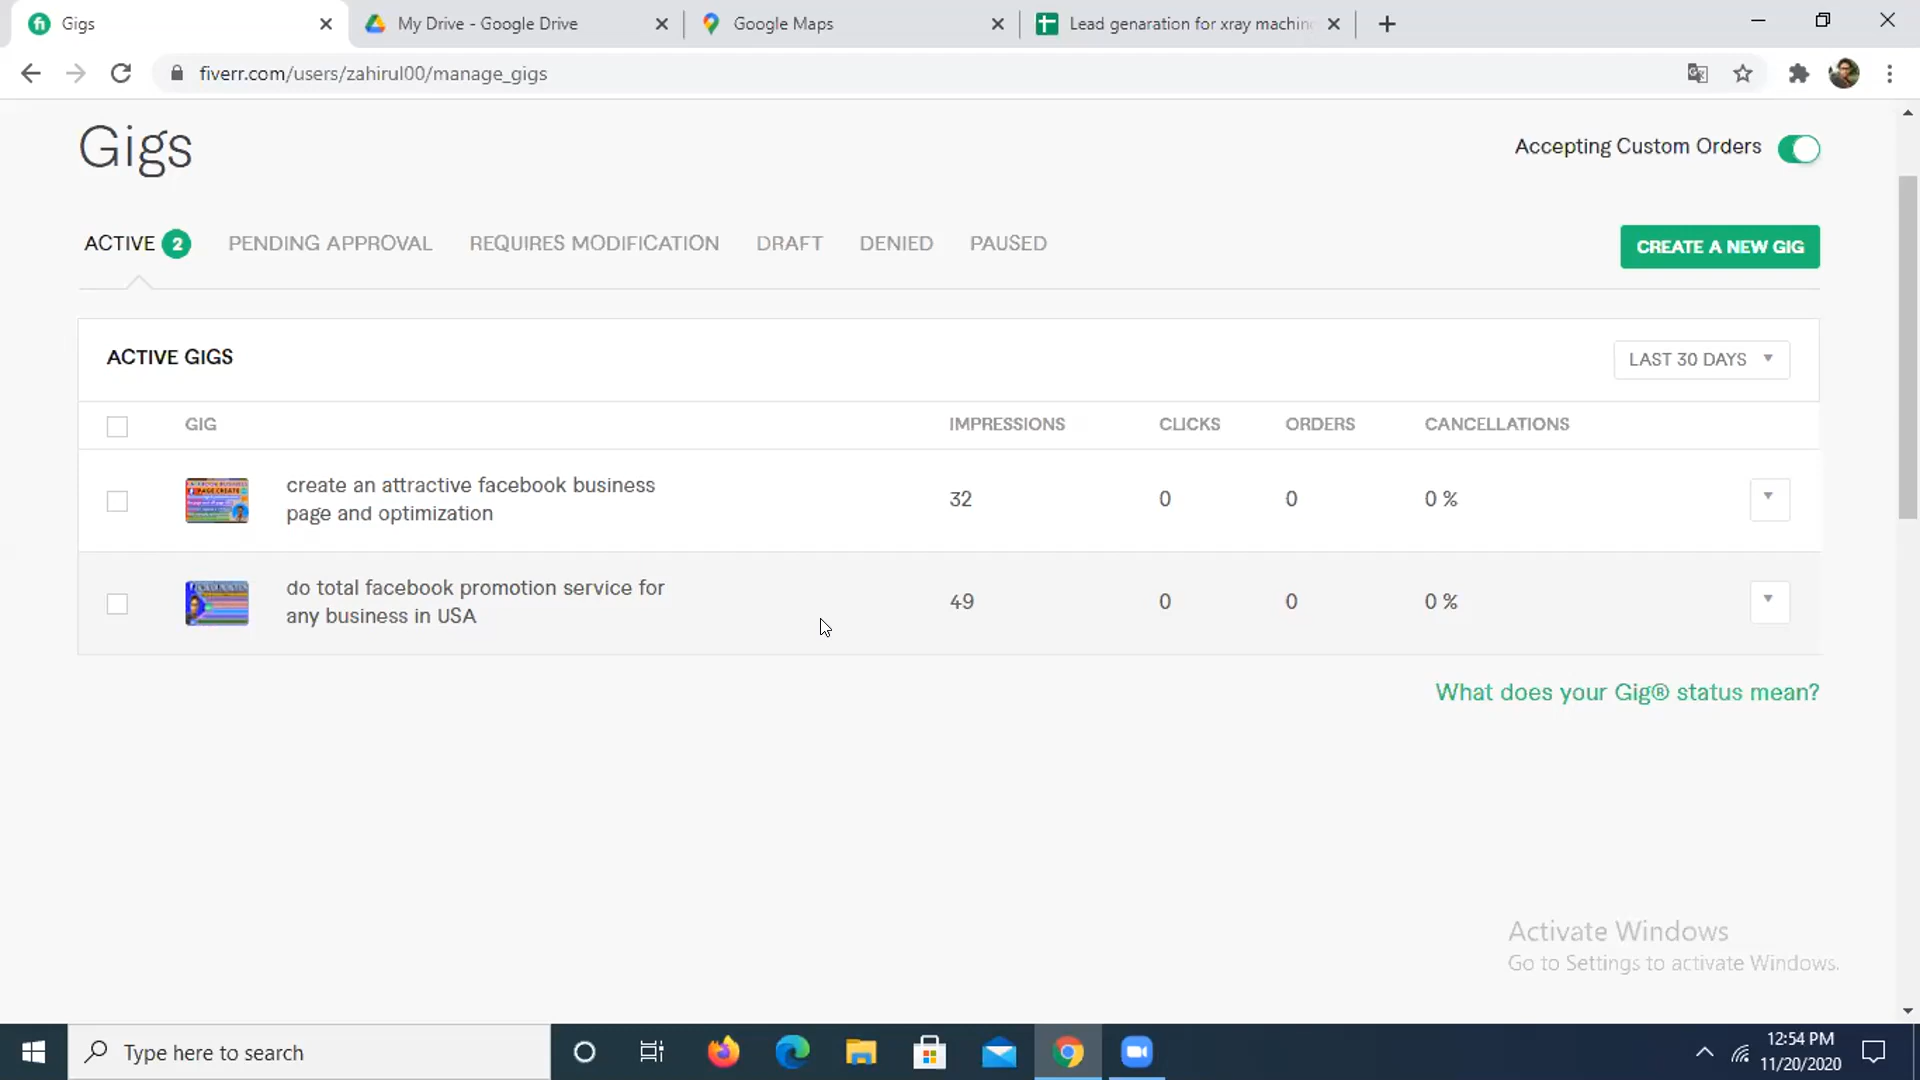 Gigs
My Drive - Google Drive
Google Maps
Lead genaration for xray machin
fiverr.com/users/zahirul00/manage_gigs
Gigs
Accepting Custom Orders
ACTIVE 2 PENDING APPROVAL REQUIRES MODIFICATION DRAFT DENIED PAUSED
CREATE A NEW GIG
ACTIVE GIGS
LAST 30 DAYS
GIG IMPRESSIONS CLICKS ORDERS CANCELLATIONS
PAGE CREATE
create an attractive facebook business
page and optimization
32 0 0 0 %
do total facebook promotion service for
any business in USA
49 0 0 0 %
What does your Gig® status mean?
Activate Windows
Go to Settings to activate Windows.
Type here to search
12:54 PM
11/20/2020